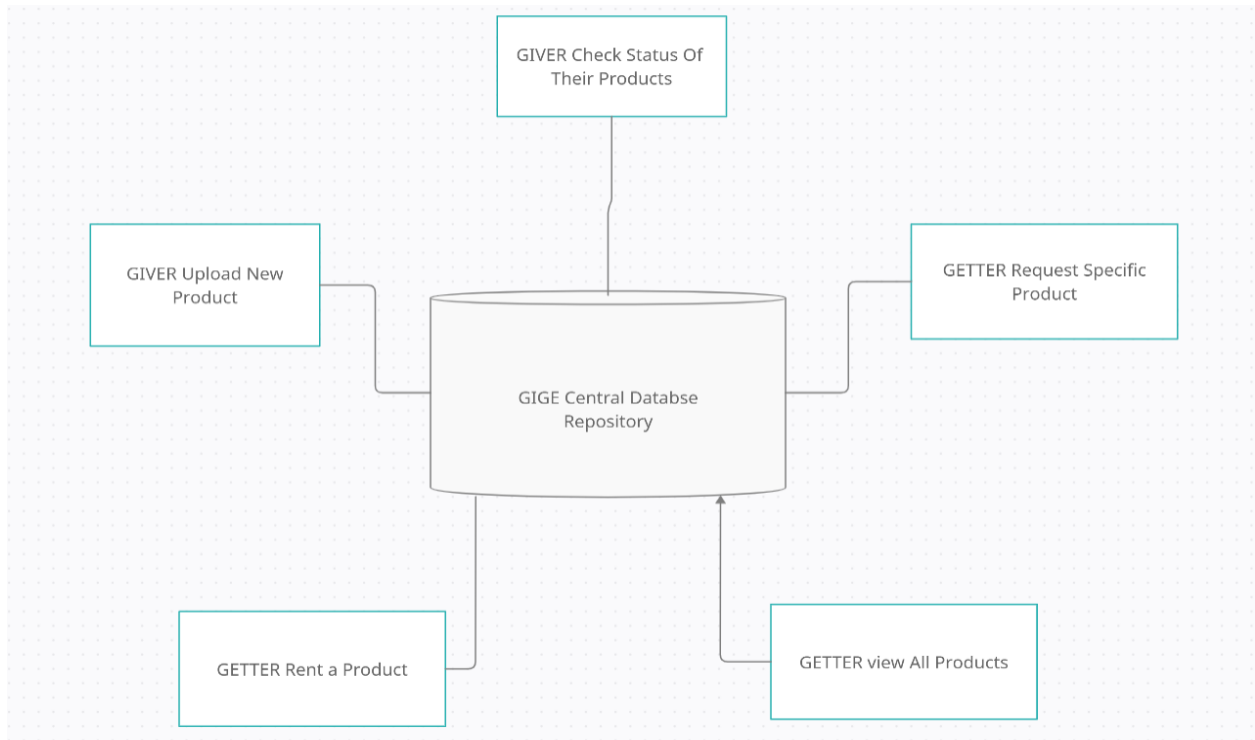 GIVER Check Status Of
Their Products
GIVER Upload New
Product
GETTER Request Specific
Product
GIGE Central Databse
Repository
GETTER Rent a Product
GETTER view All Products